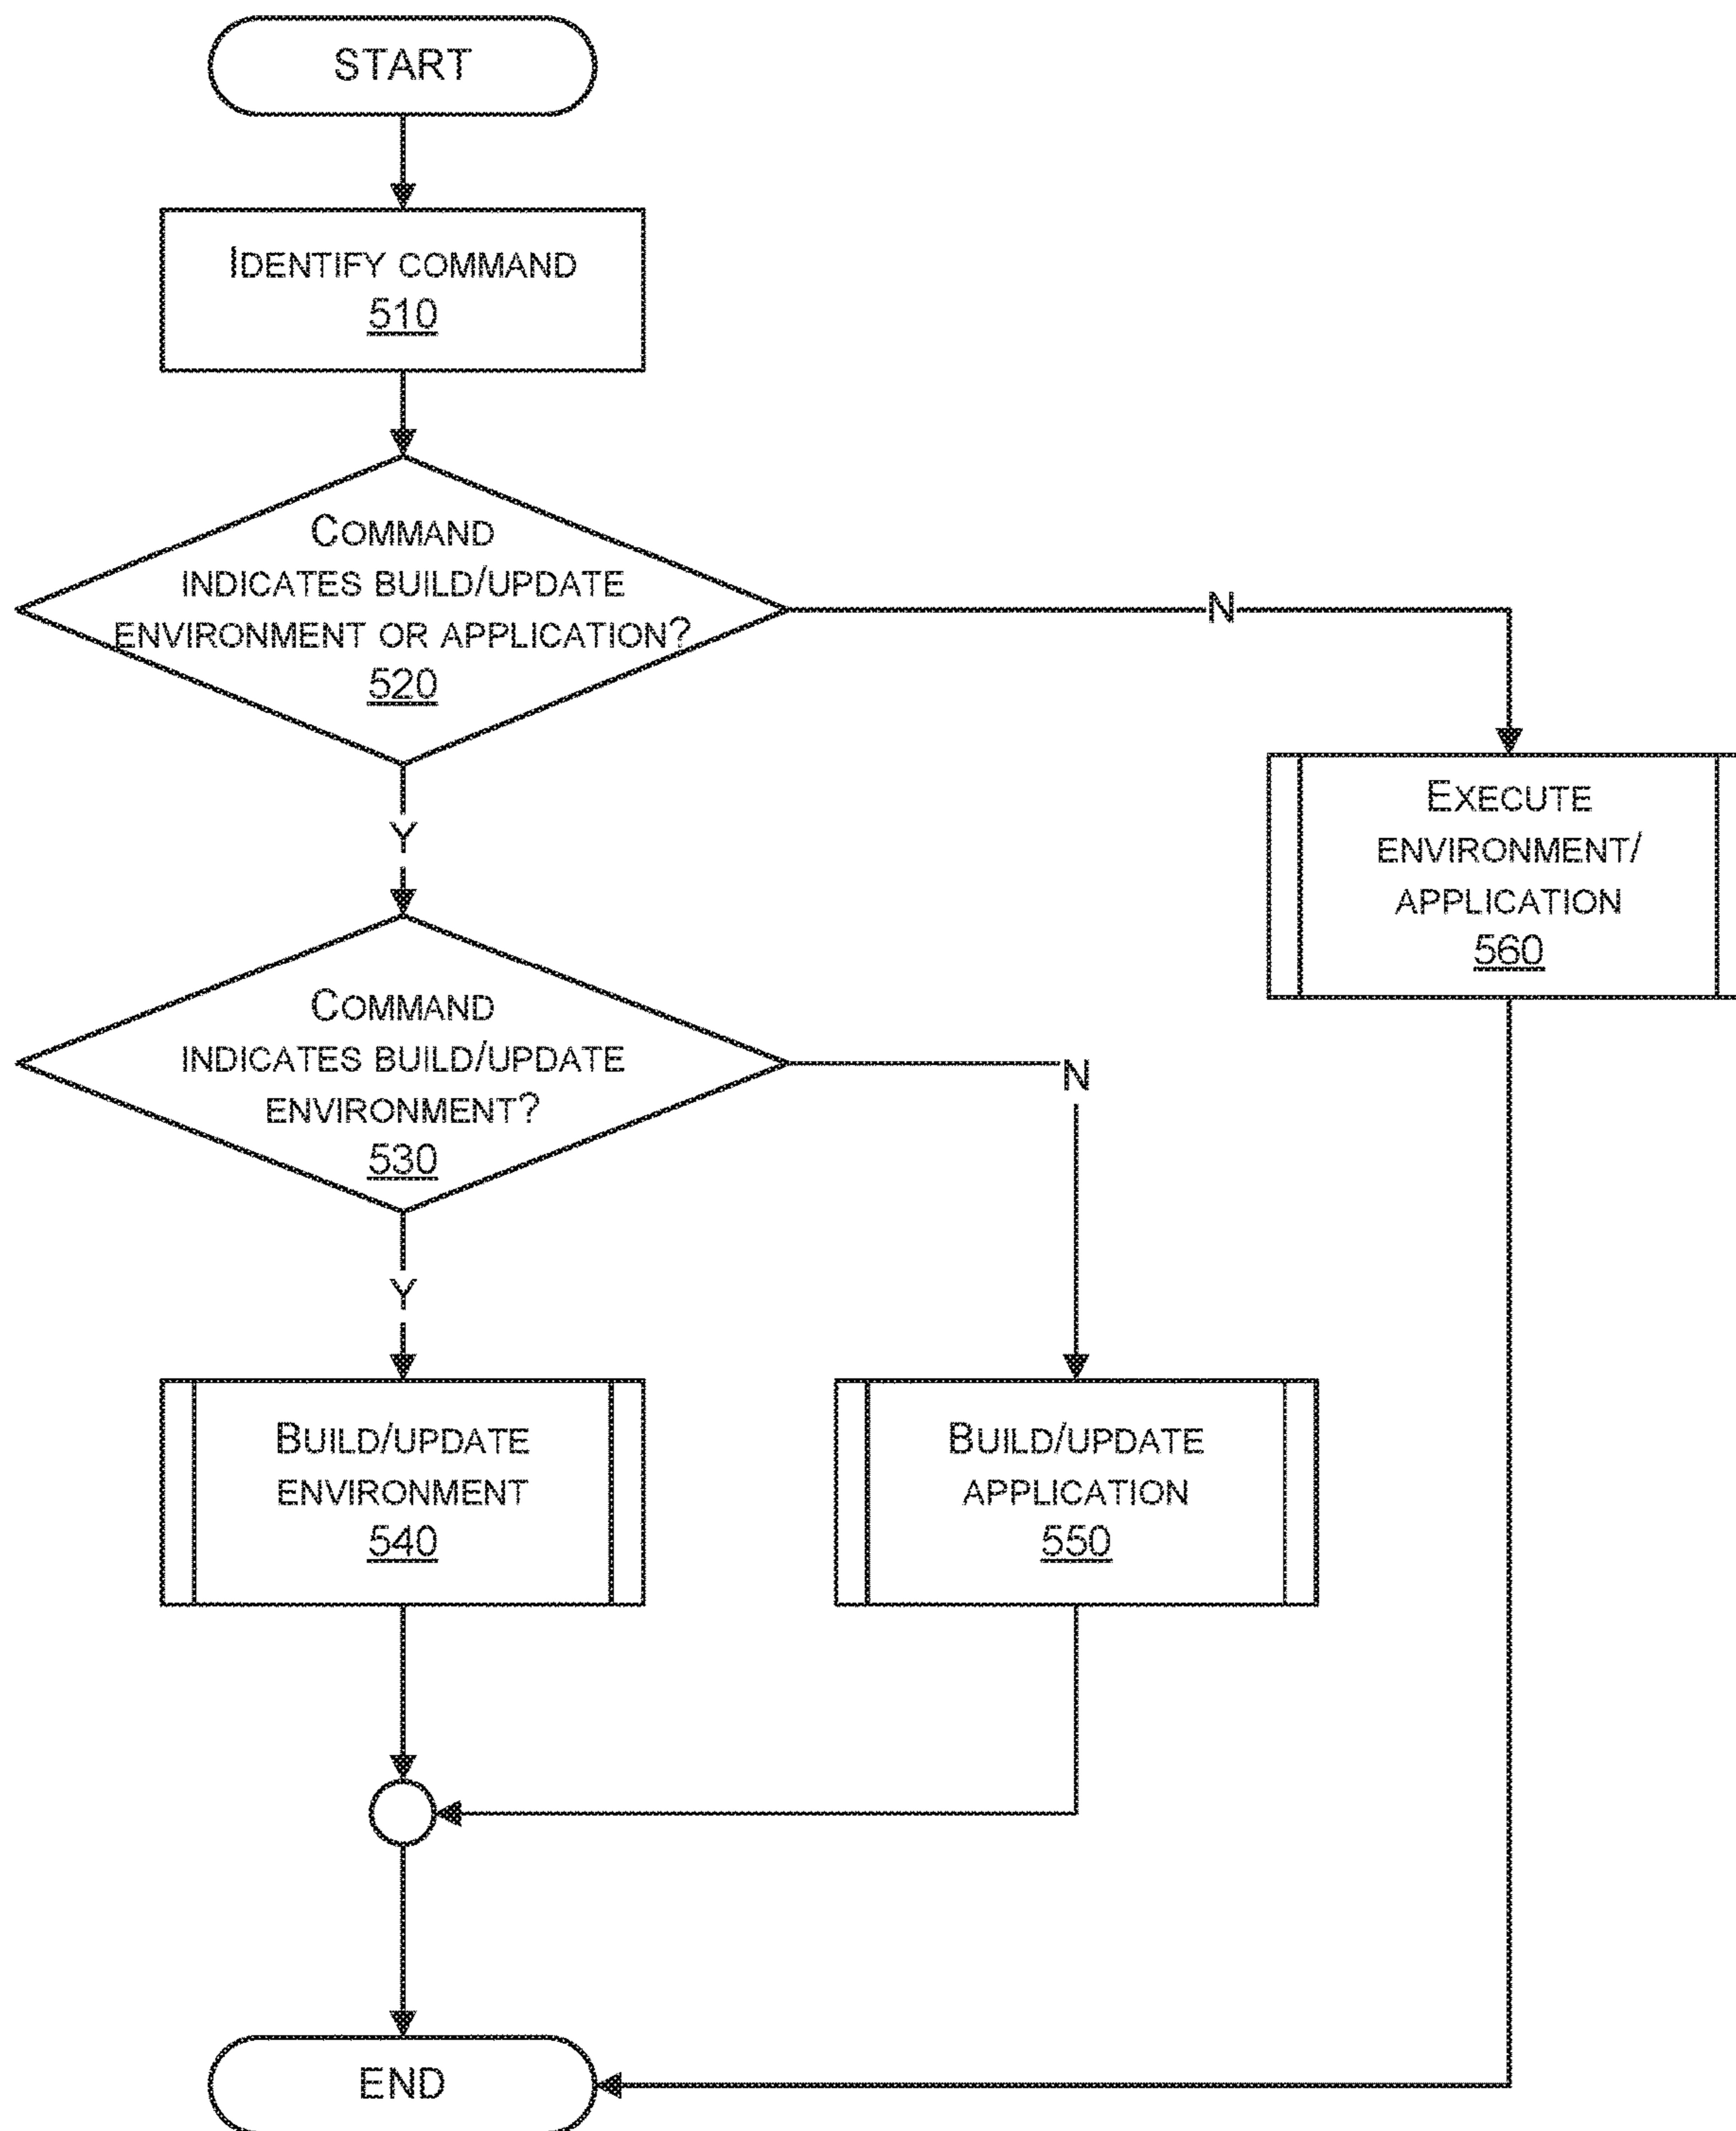 START
IDENTIFY COMMAND
510
COMMAND
INDICATES BUILD/UPDATE
ENVIRONMENT OR APPLICATION?
520
N
Y
EXECUTE
ENVIRONMENT/
APPLICATION
560
COMMAND
INDICATES BUILD/UPDATE
ENVIRONMENT?
530
N
Y
BUILD/UPDATE
ENVIRONMENT
540
BUILD/UPDATE
APPLICATION
550
END